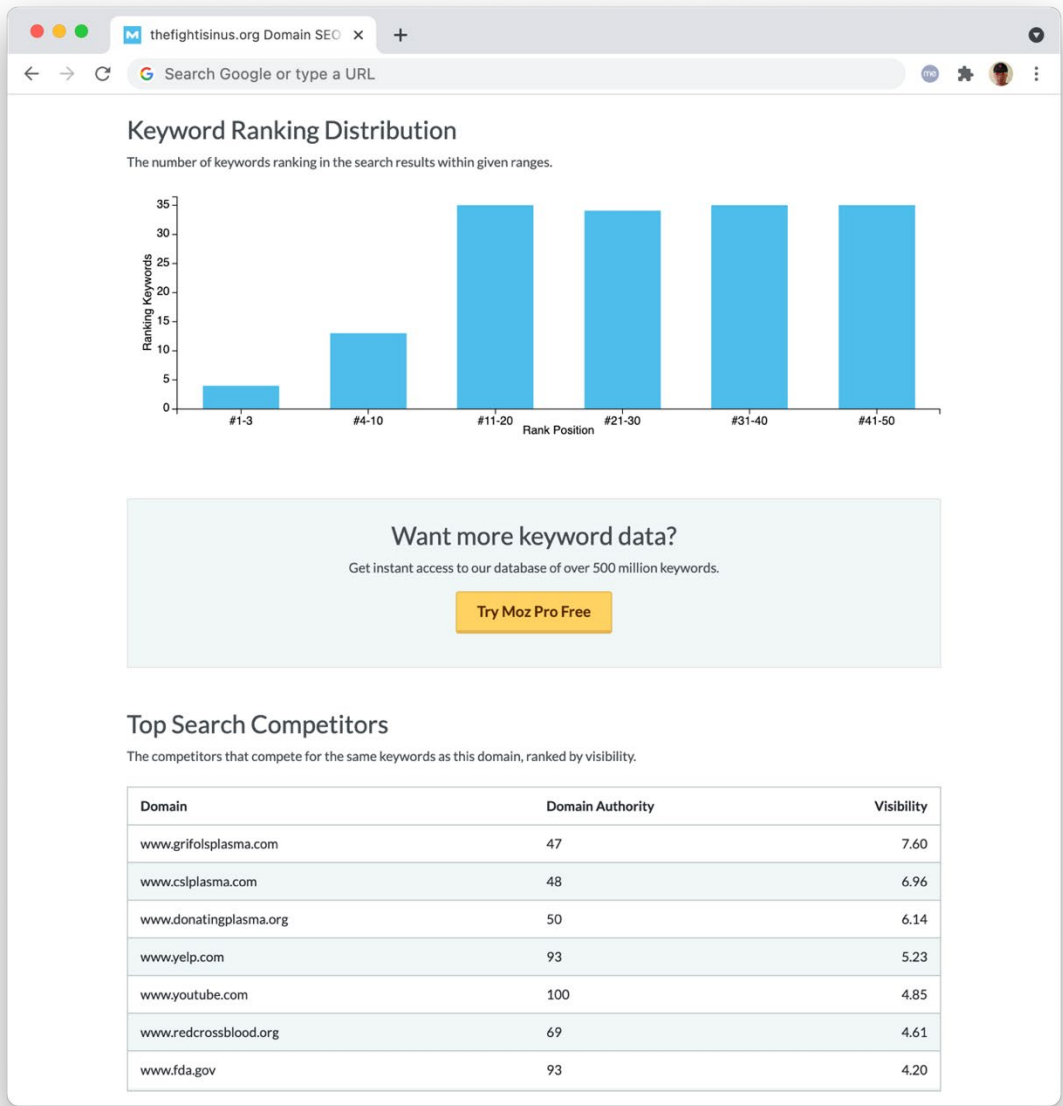 thefightisinus.org Domain SEO
Search Google or type a URL
me
Keyword Ranking Distribution
The number of keywords ranking in the search results within given ranges.
Ranking Keywords
35
30
25
20
15
10
5
0
#1-3 #4-10 #11-20 #21-30 #31-40 #41-50
Rank Position
Want more keyword data?
Get instant access to our database of over 500 million keywords.
Try Moz Pro Free
Top Search Competitors
The competitors that compete for the same keywords as this domain, ranked by visibility.
Domain Domain Authority Visibility
www.grifolsplasma.com 47 7.60
www.cslplasma.com 48 6.96
www.donatingplasma.org 50 6.14
www.yelp.com 93 5.23
www.youtube.com 100 4.85
www.redcrossblood.org 69 4.61
www.fda.gov 93 4.20